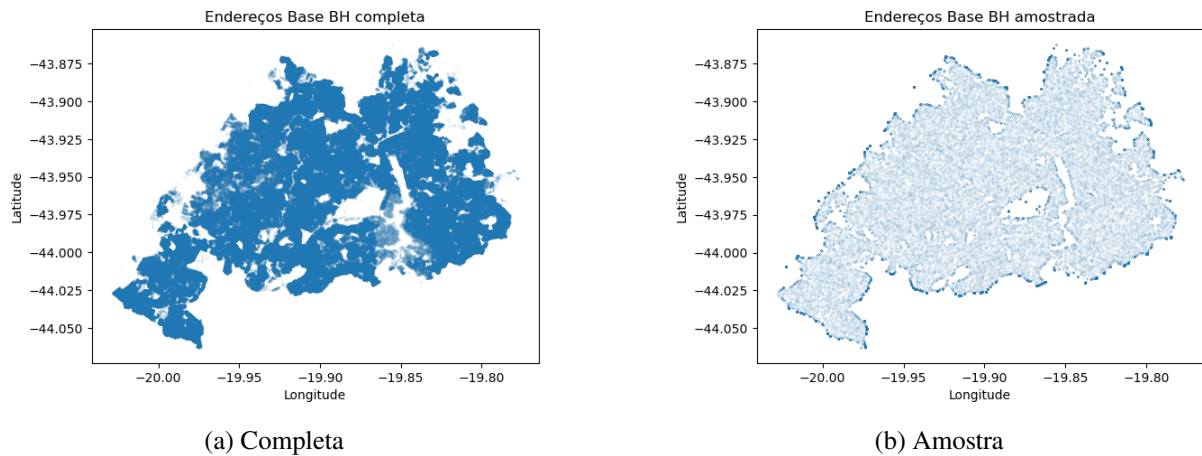 Endereços Base BH completa
−43.875
−43.900
−43.925
−43.950
−43.975
−44.000
−44.025
−44.050
Latitude
−20.00 −19.95 −19.90 −19.85 −19.80
Longitude
(a) Completa
Endereços Base BH amostrada
−43.875
−43.900
−43.925
−43.950
−43.975
−44.000
−44.025
−44.050
Latitude
−20.00 −19.95 −19.90 −19.85 −19.80
Longitude
(b) Amostra